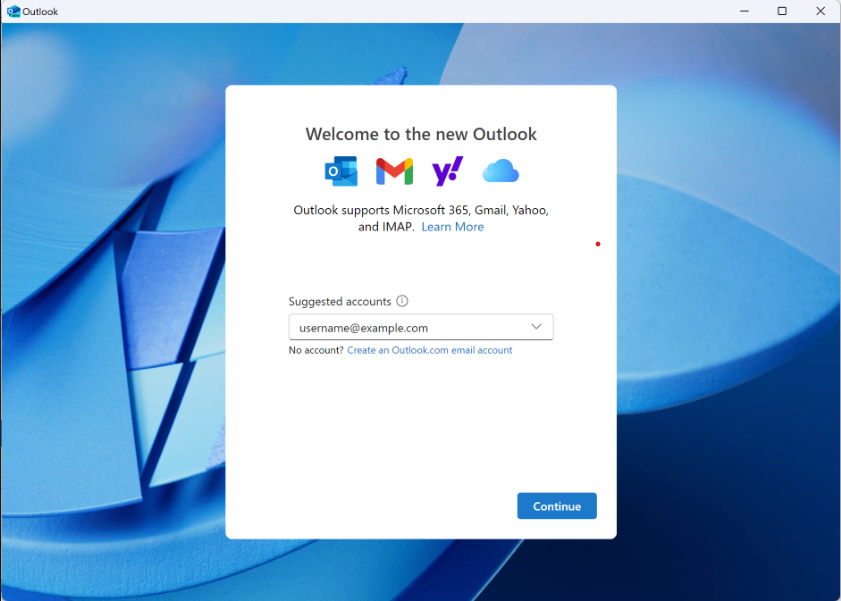 Outlook
Welcome to the new Outlook
Outlook supports Microsoft 365, Gmail, Yahoo,
and IMAP. Learn More
Suggested accounts
username@example.com
No account? Create an Outlook.com email account
Continue